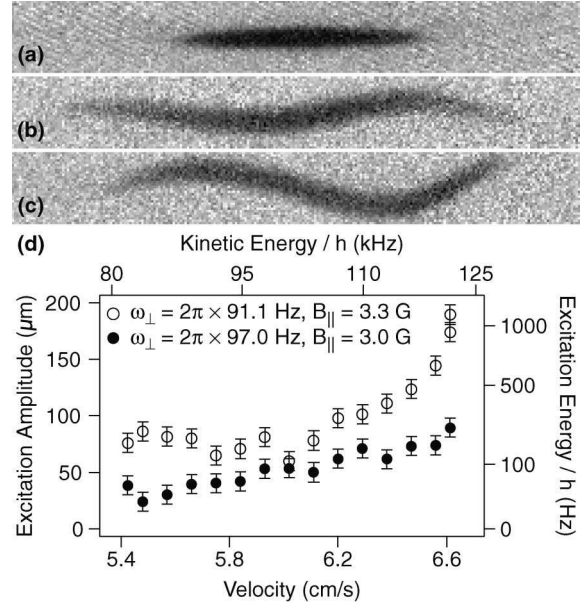 (a)
(b)
(c)
(d)
Kinetic Energy / h (kHz)
80 95 110 125
200
150
100
50
0
Excitation Amplitude (µm)
○ ω⊥ = 2π × 91.1 Hz, B|| = 3.3 G
● ω⊥ = 2π × 97.0 Hz, B|| = 3.0 G
1000
500
100
0
Excitation Energy / h (Hz)
5.4 5.8 6.2 6.6
Velocity (cm/s)